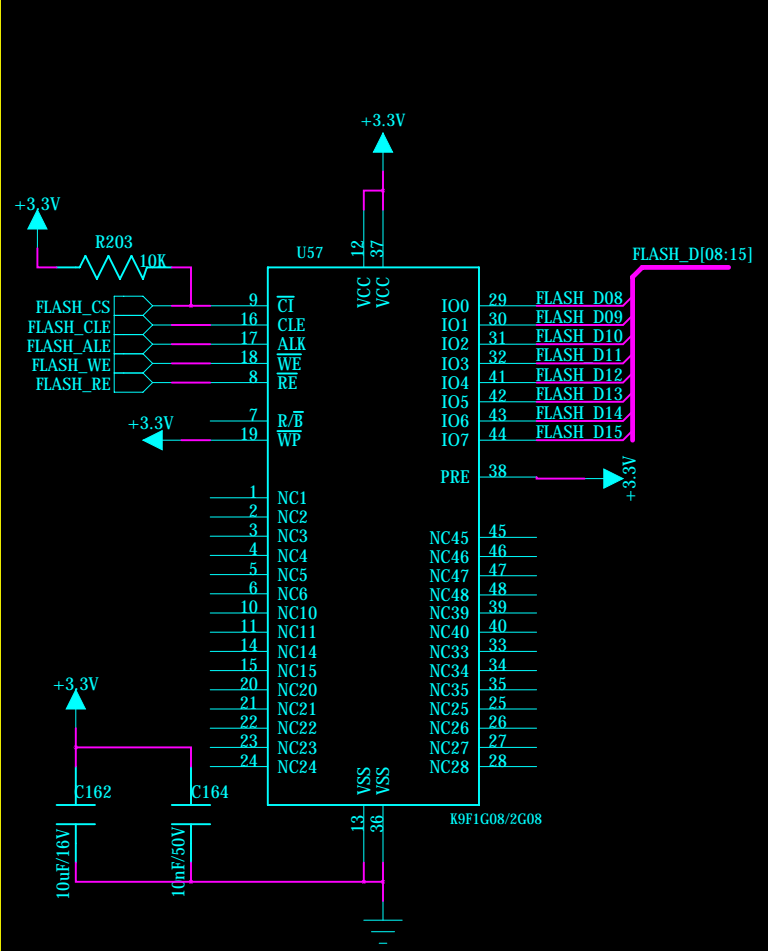 +3.3V
+3.3V
R203
10K
U57
12
37
VCC
VCC
FLASH_D[08:15]
FLASH_CS
FLASH_CLE
FLASH_ALE
FLASH_WE
FLASH_RE
9 CI
16 CLE
17 ALK
18 WE
8 RE
7 R/B
19 WP
+3.3V
IO0 29 FLASH_D08
IO1 30 FLASH_D09
IO2 31 FLASH_D10
IO3 32 FLASH_D11
IO4 41 FLASH_D12
IO5 42 FLASH_D13
IO6 43 FLASH_D14
IO7 44 FLASH_D15
PRE 38
+3.3V
1 NC1
2 NC2
3 NC3
4 NC4
5 NC5
6 NC6
10 NC10
11 NC11
14 NC14
15 NC15
20 NC20
21 NC21
22 NC22
23 NC23
24 NC24
NC45 45
NC46 46
NC47 47
NC48 48
NC39 39
NC40 40
NC33 33
NC34 34
NC35 35
NC25 25
NC26 26
NC27 27
NC28 28
+3.3V
C162
10uF/16V
C164
10nF/50V
VSS
VSS
13
36
K9F1G08/2G08